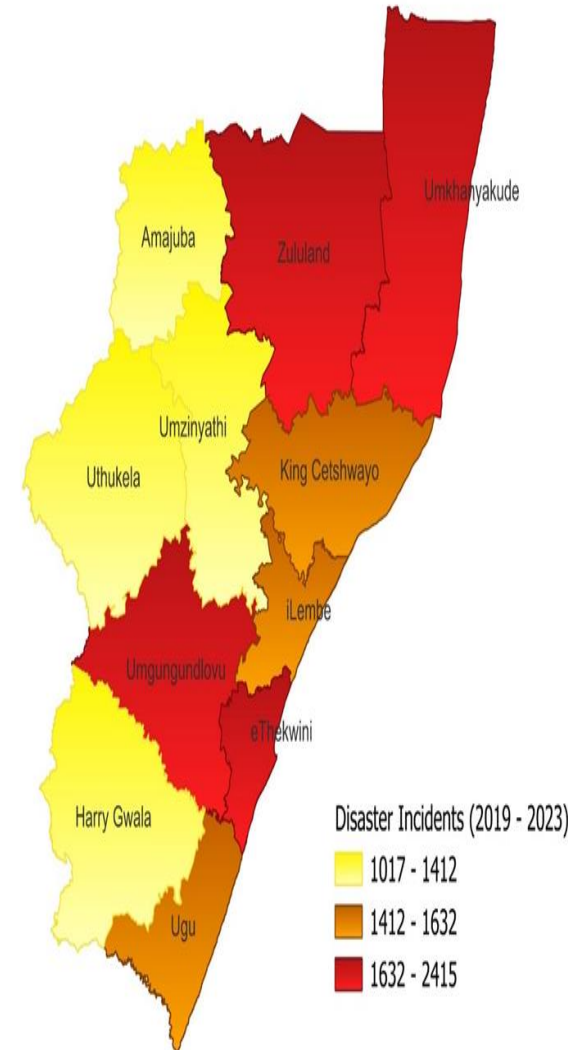 Umkhanyakude
Amajuba
Zululand
Umzinyathi
King Cetshwayo
Uthukela
iLembe
Umgungundlovu
eThekwini
Harry Gwala
Ugu
Disaster Incidents (2019 - 2023)
1017 - 1412
1412 - 1632
1632 - 2415